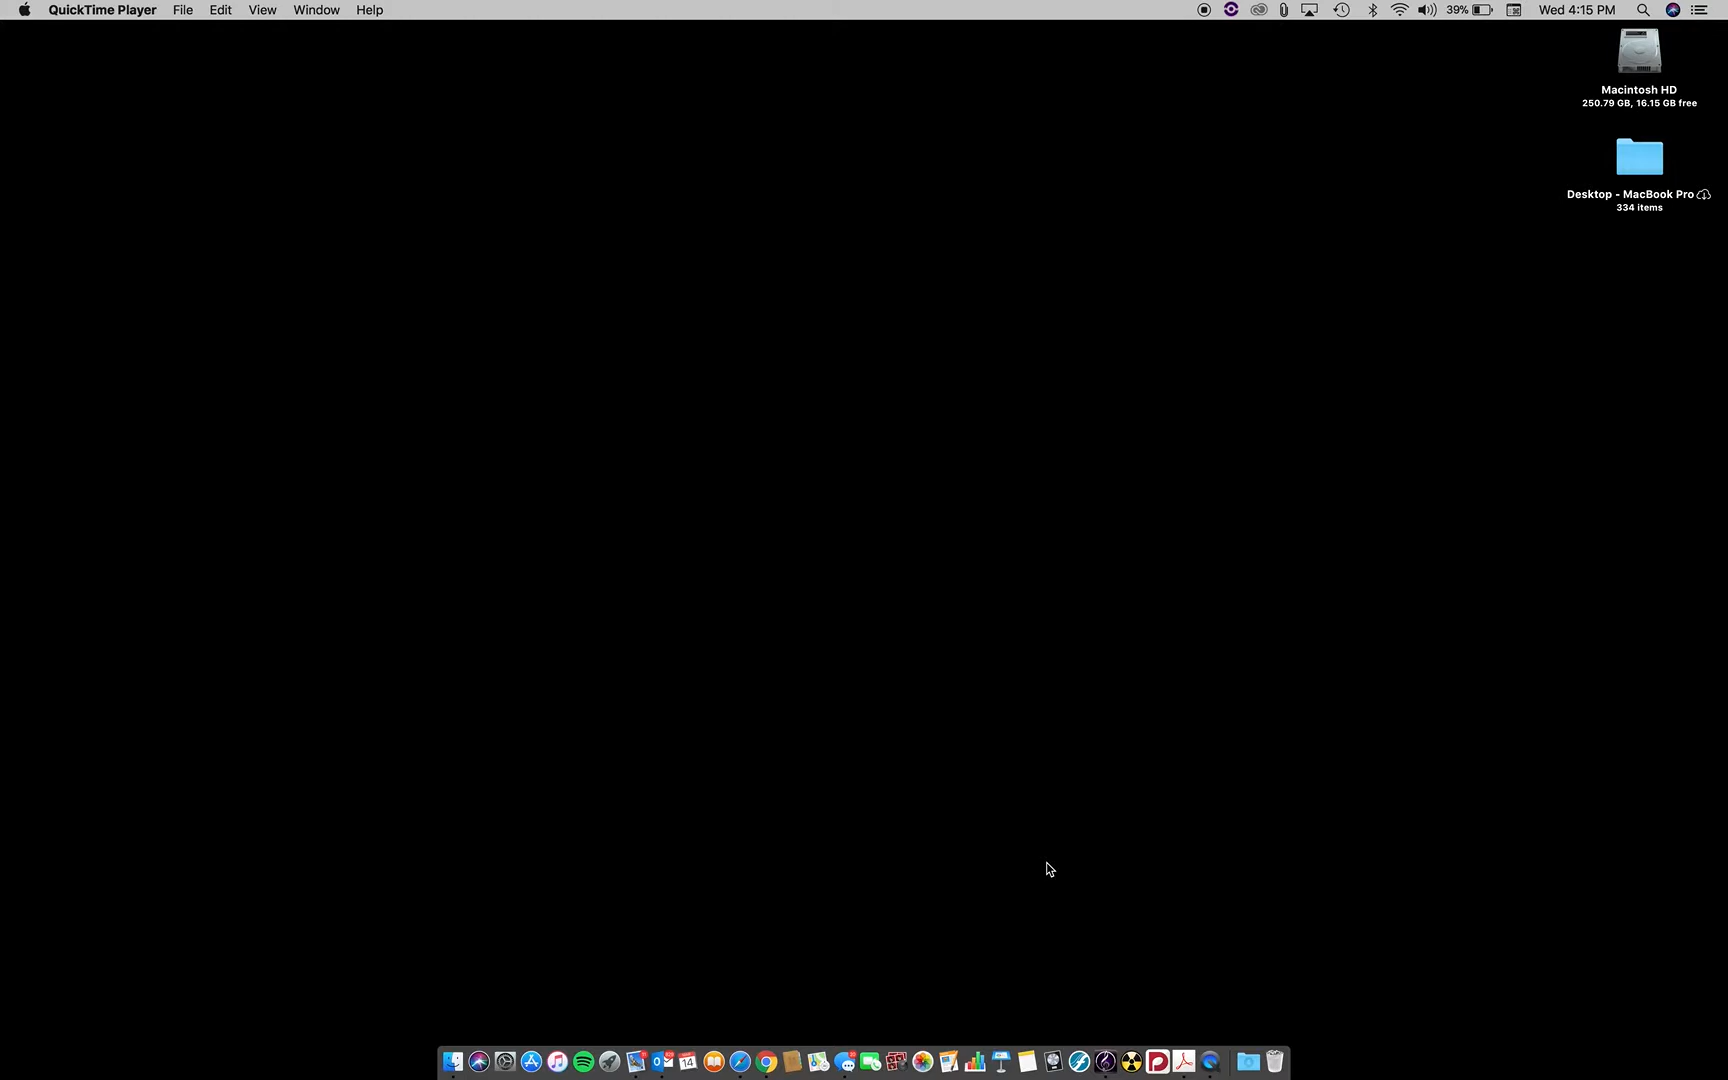 QuickTime Player File Edit View Window Help 39% Wed 4:15 PM
Macintosh HD
250.79 GB, 16.15 GB free
Desktop - MacBook Pro
334 items
14